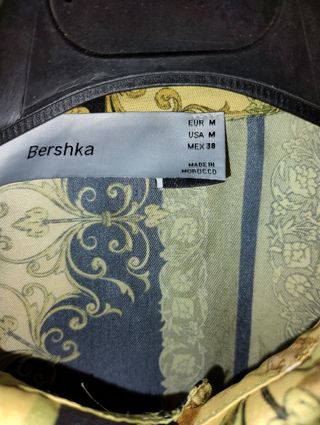 Bershka
EUR M
USA M
MEX 38
MADE IN
MOROCCO